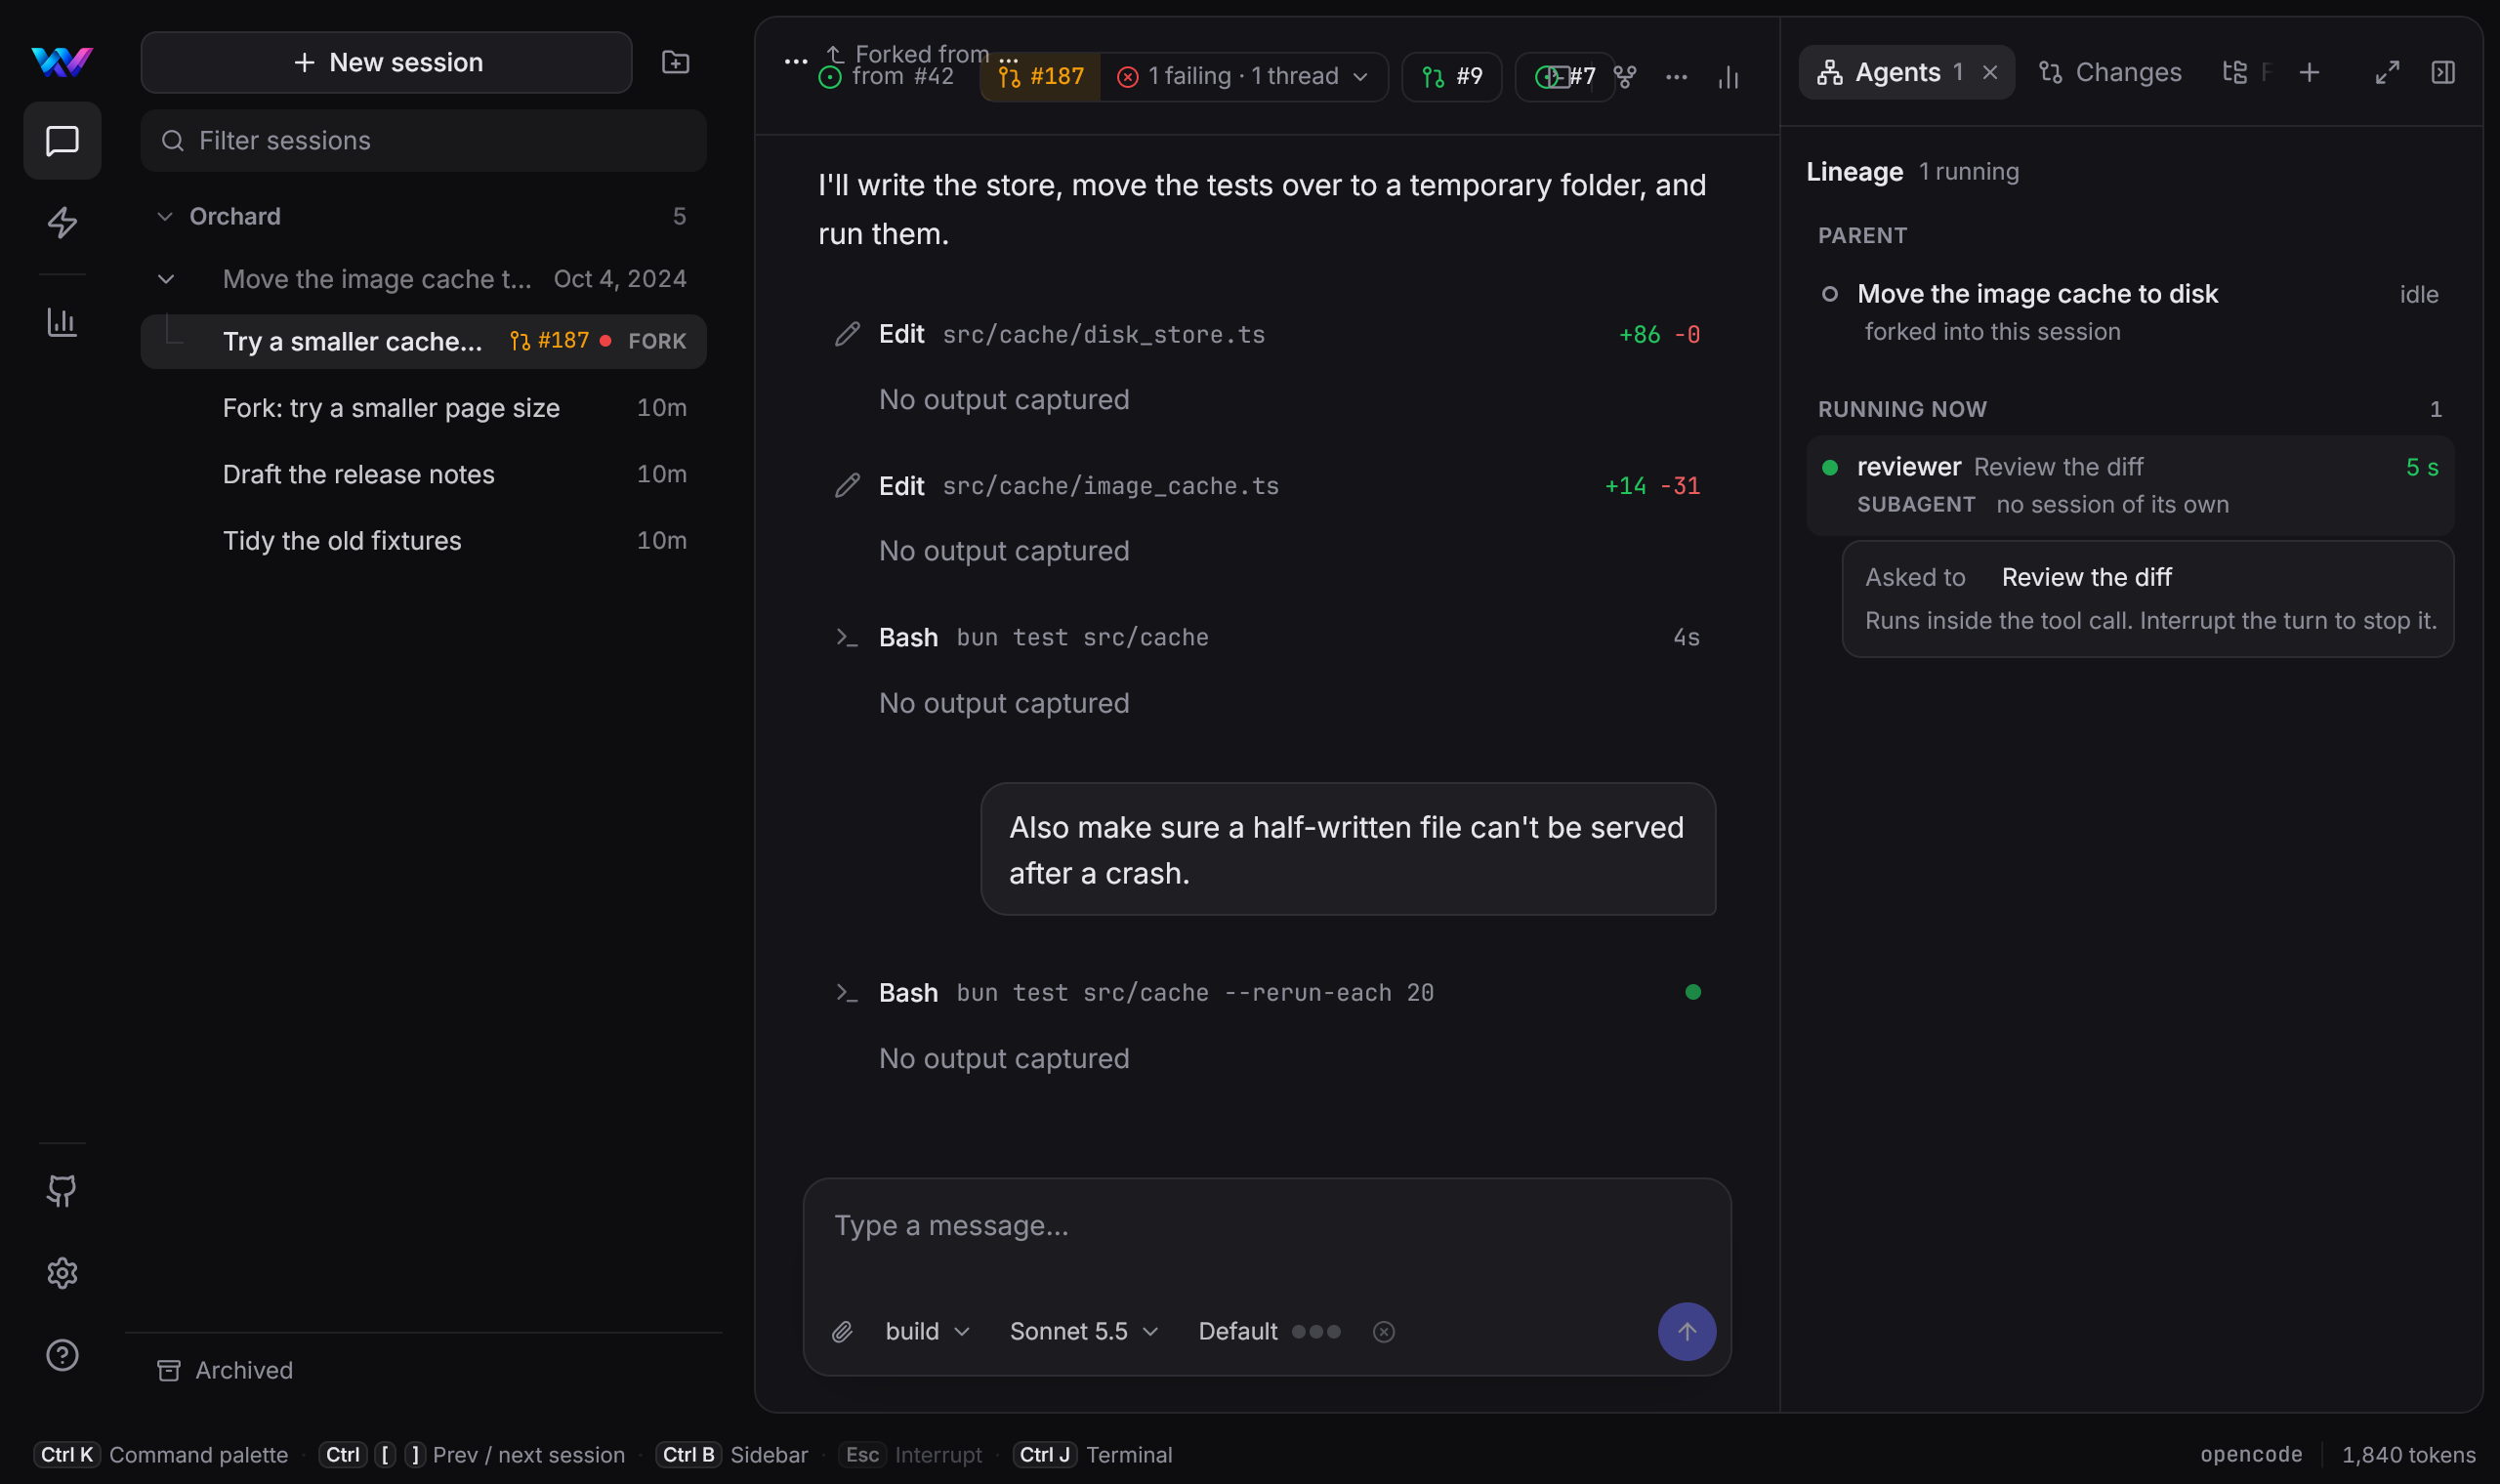 New session
Filter sessions
Orchard 5
Move the image cache t... Oct 4, 2024
Try a smaller cache... #187 FORK
Fork: try a smaller page size 10m
Draft the release notes 10m
Tidy the old fixtures 10m
Archived
Forked from ...
from #42 #187 1 failing · 1 thread #9 #7
I'll write the store, move the tests over to a temporary folder, and
run them.
Edit src/cache/disk_store.ts +86 -0
No output captured
Edit src/cache/image_cache.ts +14 -31
No output captured
Bash bun test src/cache 4s
No output captured
Also make sure a half-written file can't be served
after a crash.
Bash bun test src/cache --rerun-each 20
No output captured
Type a message...
build Sonnet 5.5 Default
Agents 1 Changes
Lineage 1 running
PARENT
Move the image cache to disk idle
forked into this session
RUNNING NOW 1
reviewer Review the diff 5 s
SUBAGENT no session of its own
Asked to Review the diff
Runs inside the tool call. Interrupt the turn to stop it.
Ctrl K Command palette · Ctrl [ ] Prev / next session · Ctrl B Sidebar · Esc Interrupt · Ctrl J Terminal
opencode 1,840 tokens